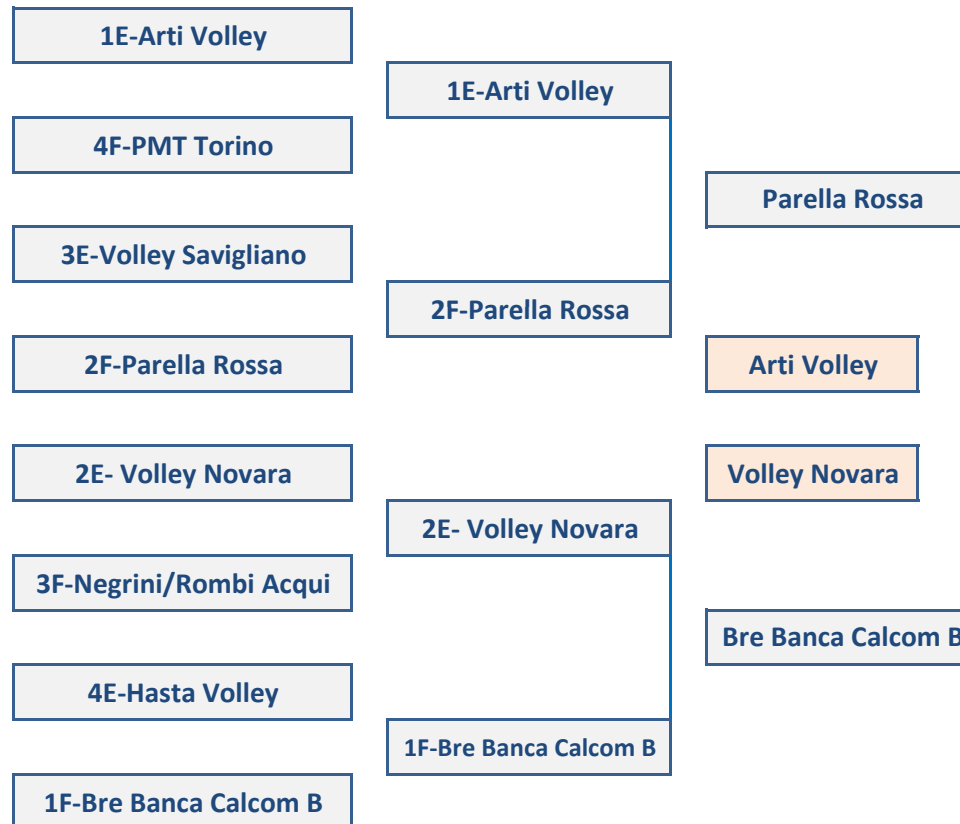 1E-Arti Volley
4F-PMT Torino
3E-Volley Savigliano
2F-Parella Rossa
2E- Volley Novara
3F-Negrini/Rombi Acqui
4E-Hasta Volley
1F-Bre Banca Calcom B
1E-Arti Volley
2F-Parella Rossa
2E- Volley Novara
1F-Bre Banca Calcom B
Parella Rossa
Arti Volley
Volley Novara
Bre Banca Calcom B